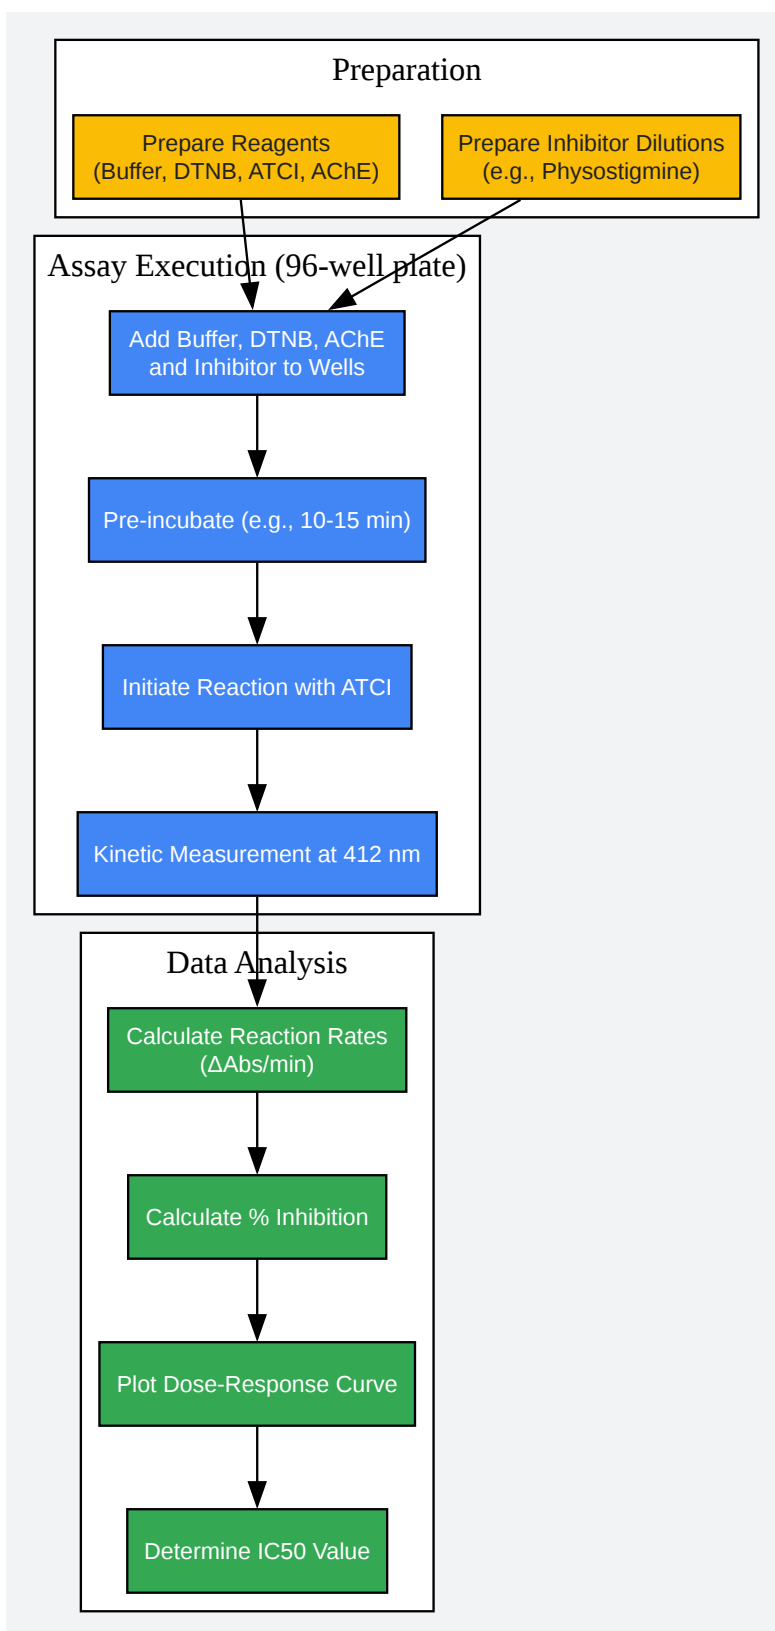 Preparation
Prepare Reagents
(Buffer, DTNB, ATCI, AChE)
Prepare Inhibitor Dilutions
(e.g., Physostigmine)
Assay Execution (96-well plate)
Add Buffer, DTNB, AChE
and Inhibitor to Wells
Pre-incubate (e.g., 10-15 min)
Initiate Reaction with ATCI
Kinetic Measurement at 412 nm
Data Analysis
Calculate Reaction Rates
(ΔAbs/min)
Calculate % Inhibition
Plot Dose-Response Curve
Determine IC50 Value